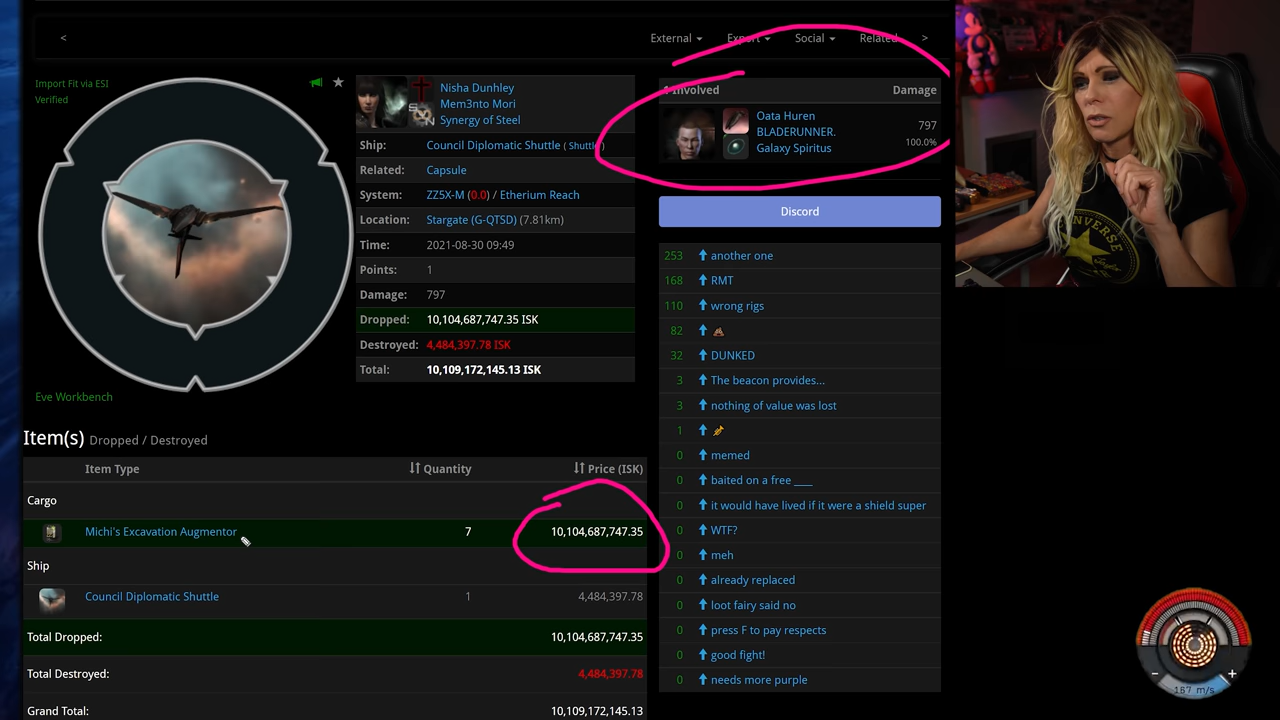 <
External
Export
Social
Related
>
Import Fit via ESI
Verified
Nisha Dunhley
Mem3nto Mori
Synergy of Steel
Ship: Council Diplomatic Shuttle ( Shuttle )
Related: Capsule
System: ZZ5X-M (0.0) / Etherium Reach
Location: Stargate (G-QTSD) (7.81km)
Time: 2021-08-30 09:49
Points: 1
Damage: 797
Dropped: 10,104,687,747.35 ISK
Destroyed: 4,484,397.78 ISK
Total: 10,109,172,145.13 ISK
Eve Workbench
Involved Damage
Oata Huren
BLADERUNNER.
Galaxy Spiritus
797
100.0%
Discord
253 another one
168 RMT
110 wrong rigs
82
32 DUNKED
3 The beacon provides...
3 nothing of value was lost
1
0 memed
0 baited on a free ____
0 it would have lived if it were a shield super
0 WTF?
0 meh
0 already replaced
0 loot fairy said no
0 press F to pay respects
0 good fight!
0 needs more purple
Item(s) Dropped / Destroyed
Item Type Quantity Price (ISK)
Cargo
Michi's Excavation Augmentor 7 10,104,687,747.35
Ship
Council Diplomatic Shuttle 1 4,484,397.78
Total Dropped: 10,104,687,747.35
Total Destroyed: 4,484,397.78
Grand Total: 10,109,172,145.13
CONVERSE
157 m/s